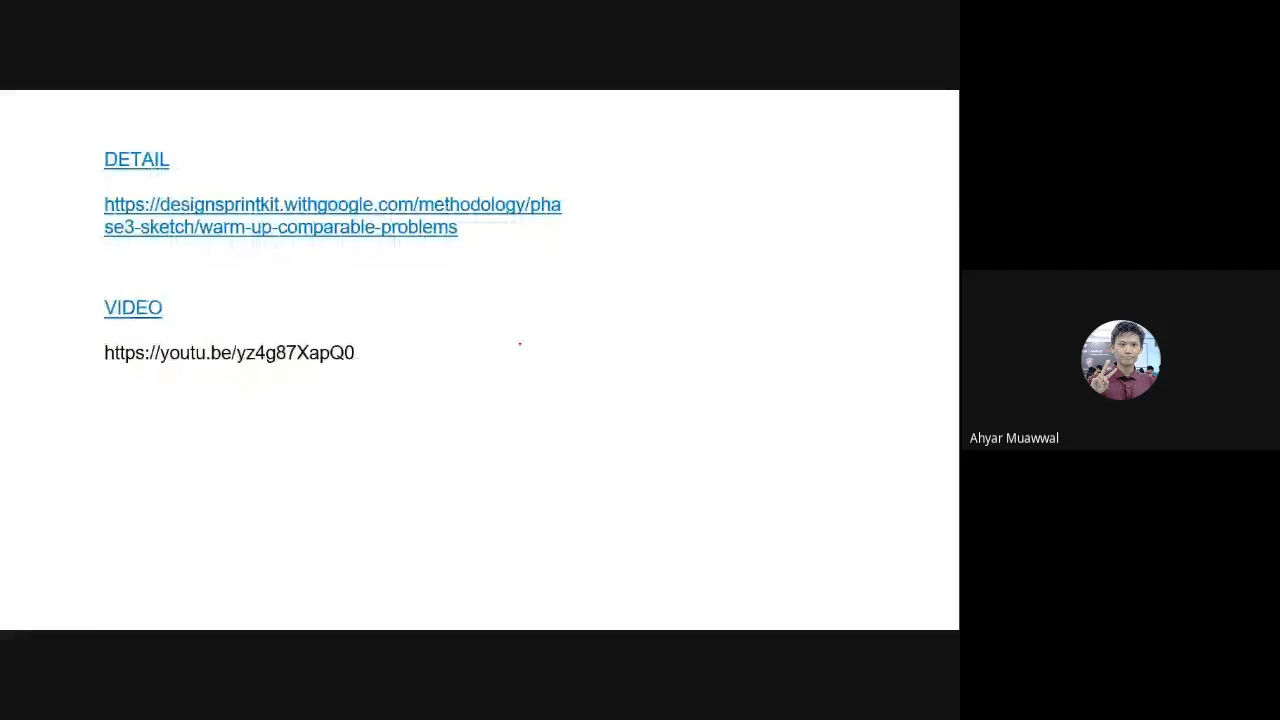 DETAIL
https://designsprintkit.withgoogle.com/methodology/pha
se3-sketch/warm-up-comparable-problems
VIDEO
https://youtu.be/yz4g87XapQ0
Ahyar Muawwal